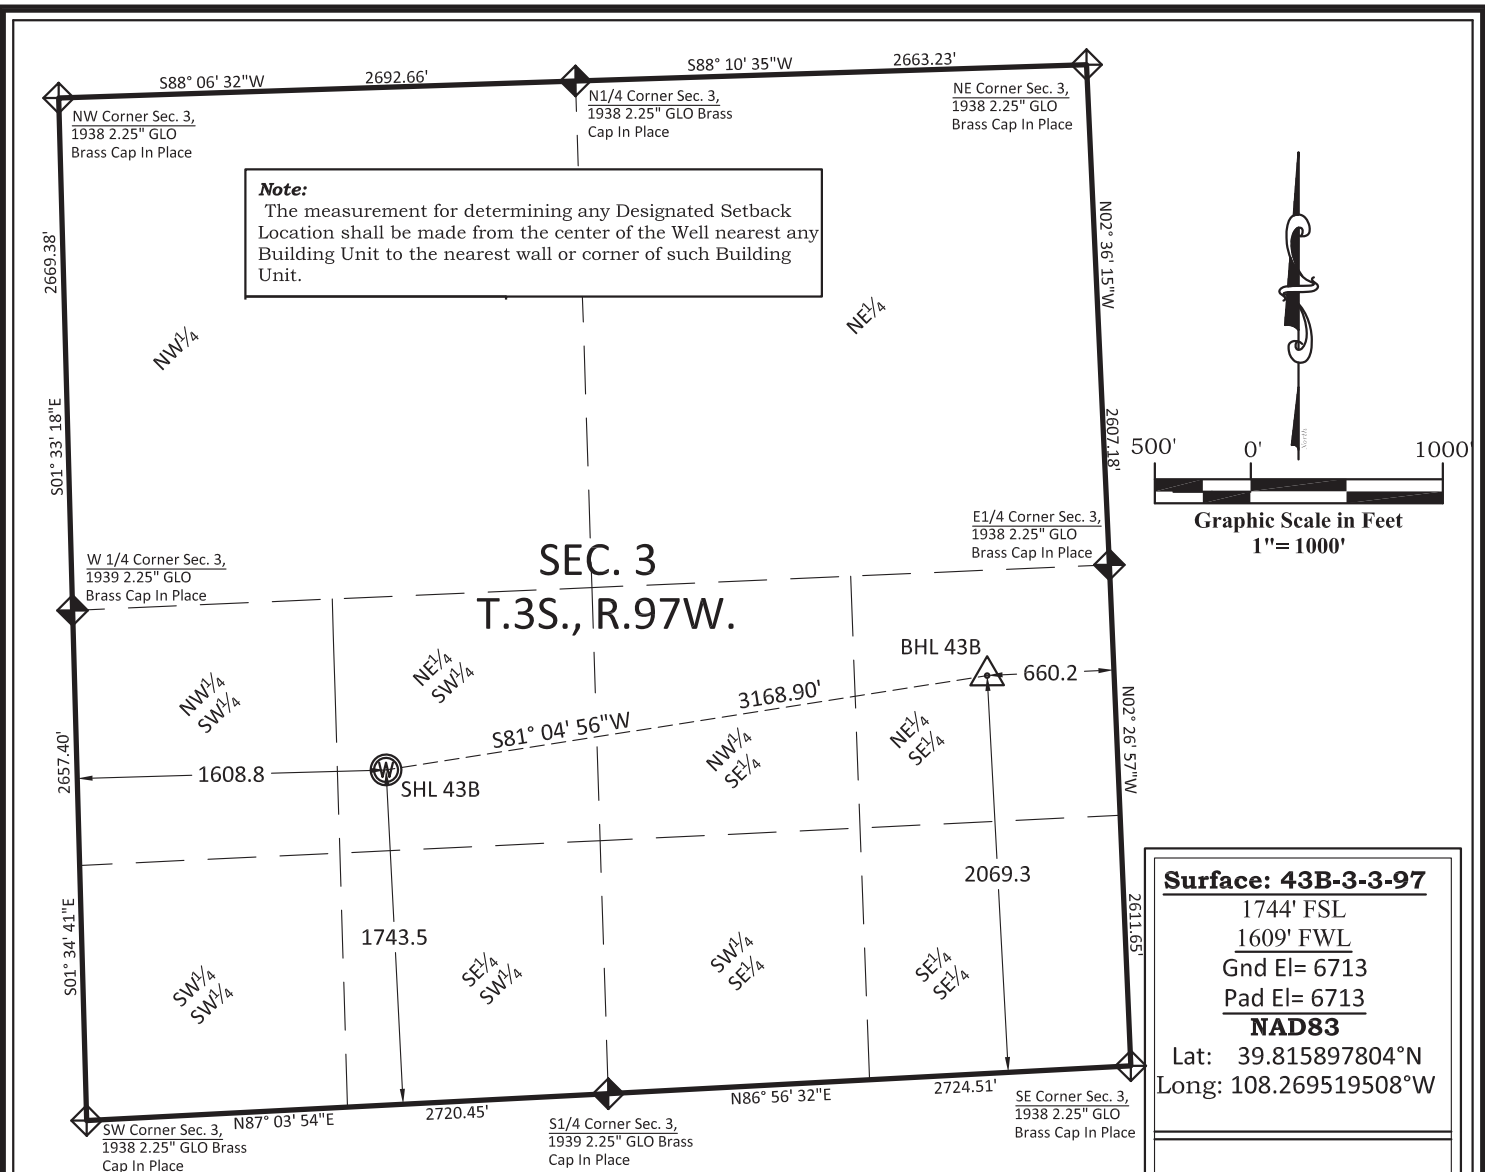 S88° 06' 32"W
2692.66'
S88° 10' 35"W
2663.23'
NW Corner Sec. 3,
1938 2.25" GLO
Brass Cap In Place
N1/4 Corner Sec. 3,
1938 2.25" GLO Brass
Cap In Place
NE Corner Sec. 3,
1938 2.25" GLO
Brass Cap In Place
Note:
The measurement for determining any Designated Setback
Location shall be made from the center of the Well nearest any
Building Unit to the nearest wall or corner of such Building
Unit.
2669.38'
S01° 33' 18"E
N02° 36' 15"W
2607.18'
NW1/4
NE1/4
North
500'
0'
1000'
Graphic Scale in Feet
1"= 1000'
W 1/4 Corner Sec. 3,
1939 2.25" GLO
Brass Cap In Place
E1/4 Corner Sec. 3,
1938 2.25" GLO
Brass Cap In Place
SEC. 3
T.3S., R.97W.
NW1/4
SW1/4
NE1/4
SW1/4
BHL 43B
660.2
3168.90'
S81° 04' 56"W
NW1/4
SE1/4
NE1/4
SE1/4
1608.8
SHL 43B
2657.40'
S01° 34' 41"E
N02° 26' 57"W
2611.65'
2069.3
1743.5
SW1/4
SW1/4
SE1/4
SW1/4
SW1/4
SE1/4
SE1/4
SE1/4
SW Corner Sec. 3,
1938 2.25" GLO Brass
Cap In Place
N87° 03' 54"E
2720.45'
S1/4 Corner Sec. 3,
1939 2.25" GLO Brass
Cap In Place
N86° 56' 32"E
2724.51'
SE Corner Sec. 3,
1938 2.25" GLO
Brass Cap In Place
Surface: 43B-3-3-97
1744' FSL
1609' FWL
Gnd El= 6713
Pad El= 6713
NAD83
Lat: 39.815897804°N
Long: 108.269519508°W